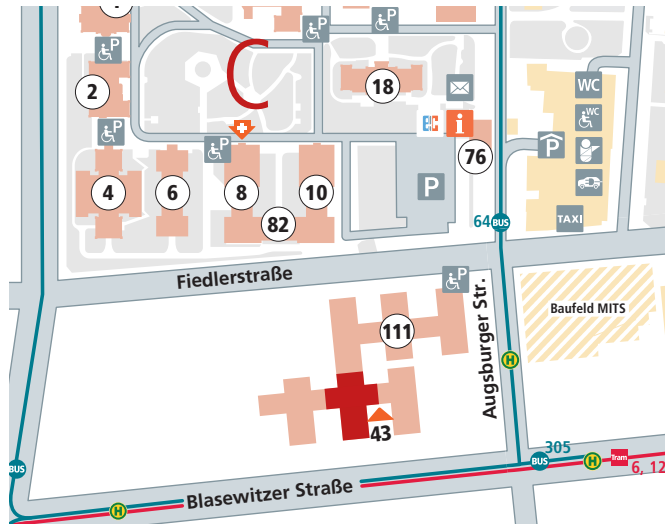 P
P
P
C
2
18
WC
WC
EC
i
P
8
P
76
P
4
6
10
P
82
TAXI
64
BUS
Fiedlerstraße
P
Augsburger Str.
Baufeld MITS
111
H
43
305
BUS
BUS
H
Tram
6, 12
Blasewitzer Straße
H